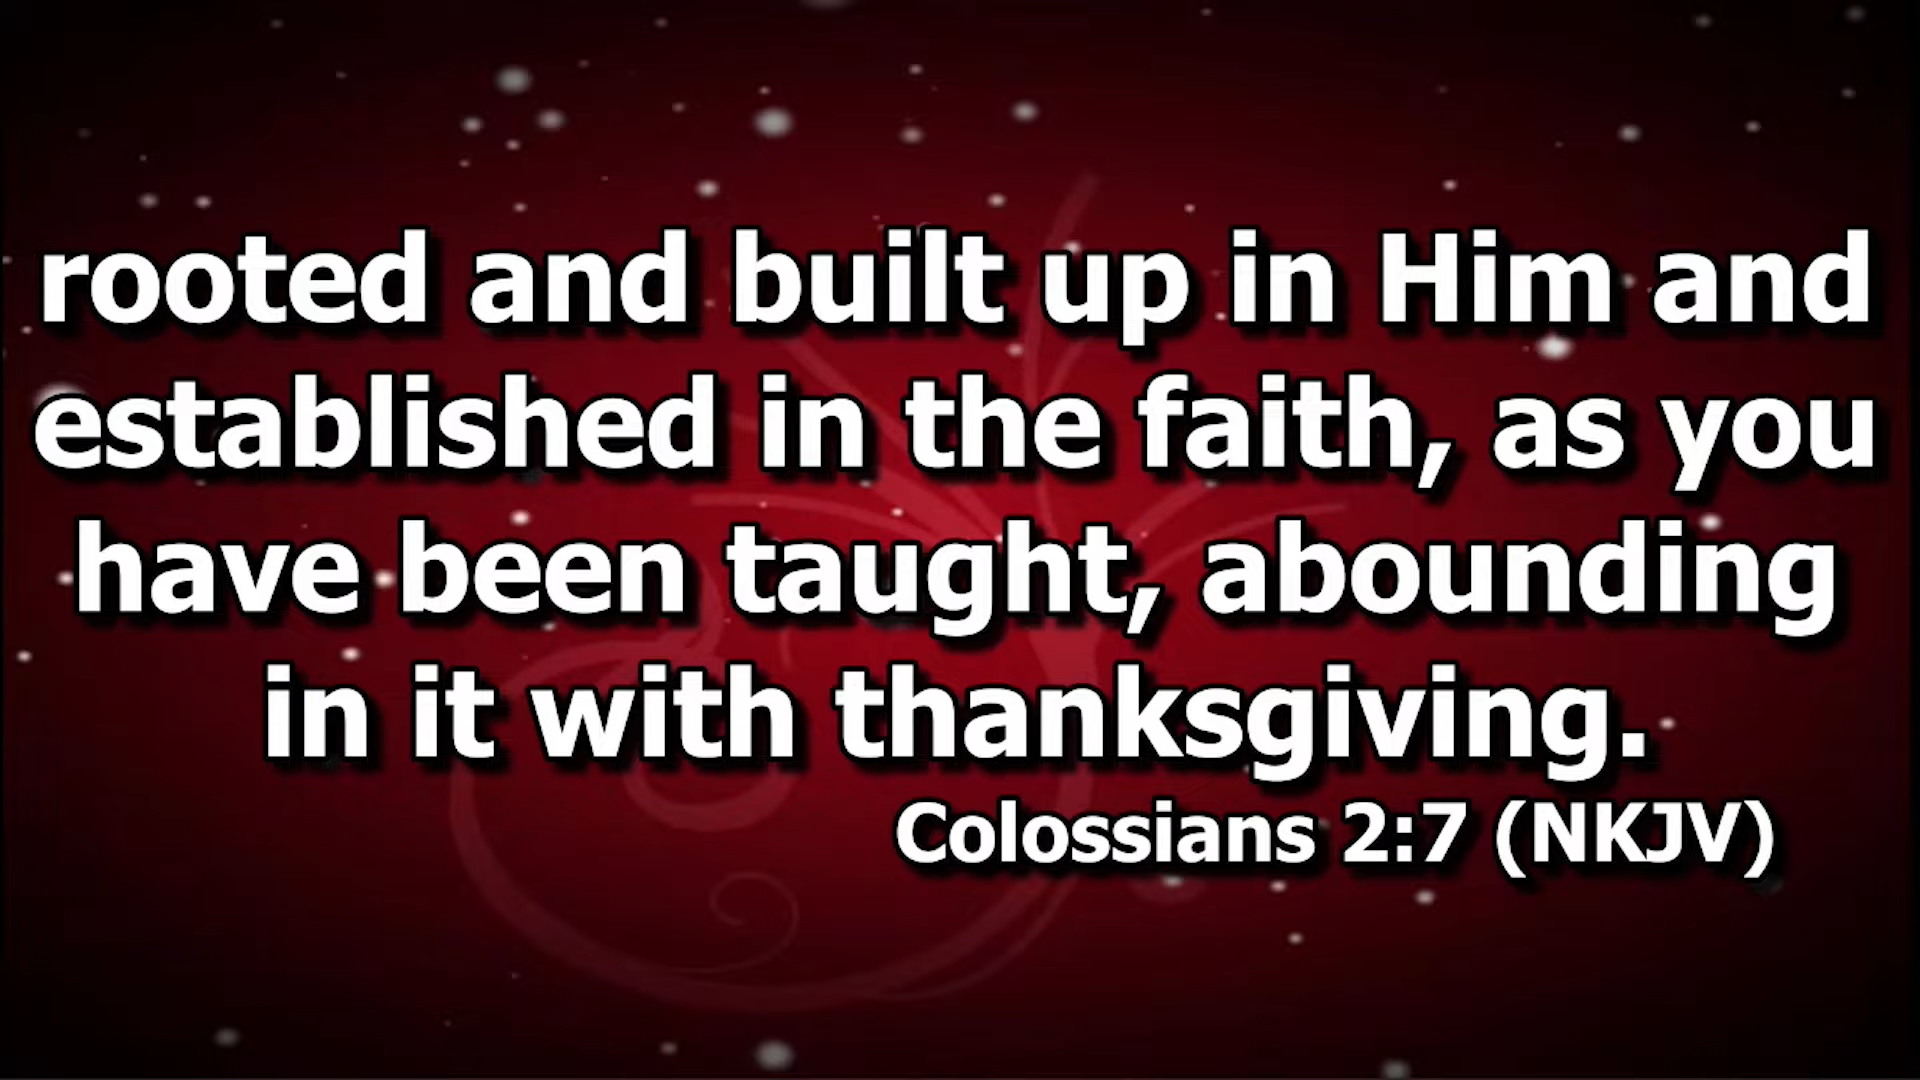 rooted and built up in Him and
established in the faith, as you
have been taught, abounding
in it with thanksgiving.
Colossians 2:7 (NKJV)